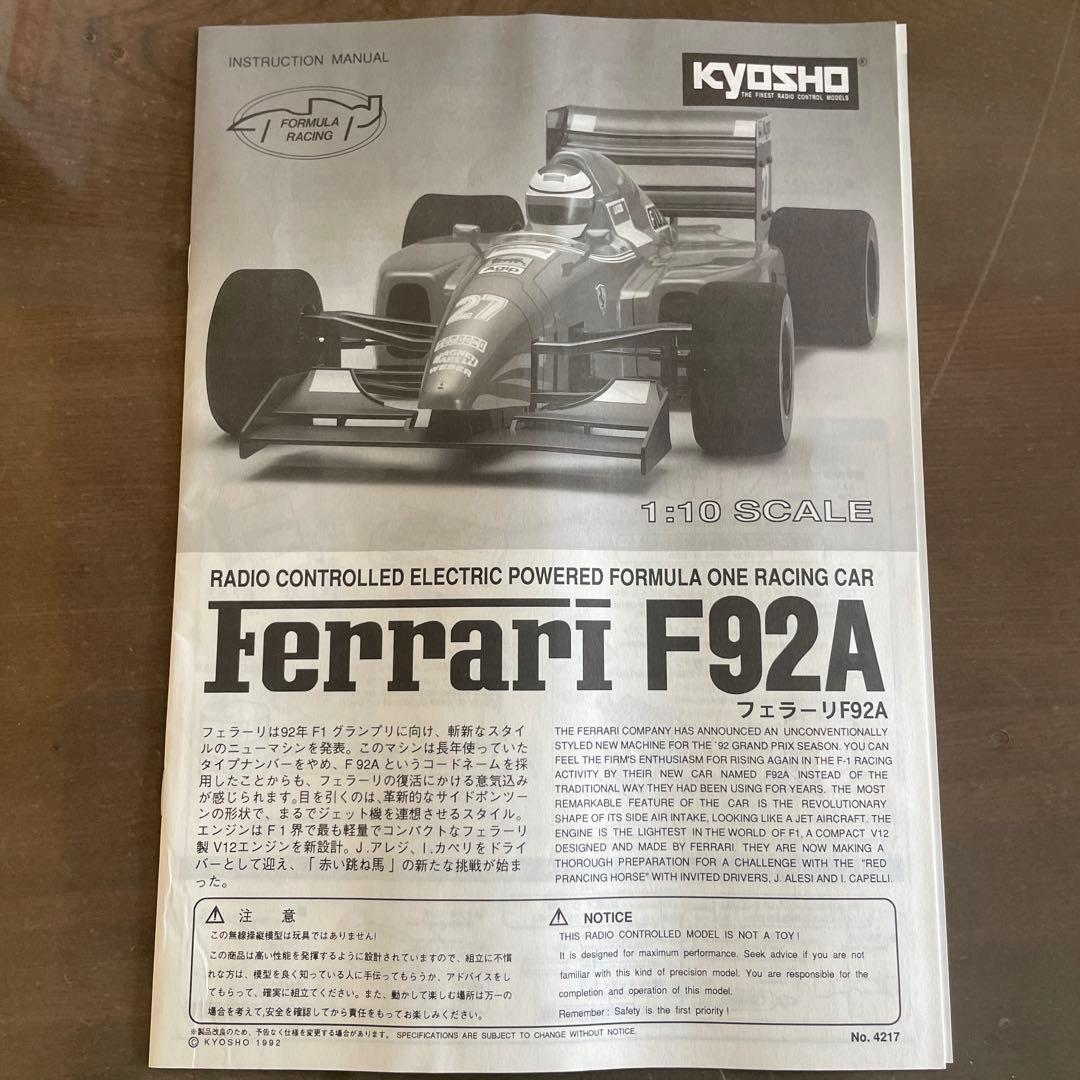 INSTRUCTION MANUAL
FORMULA
RACING
KYOSHO®
THE FINEST RADIO CONTROL MODELS
Agip
27
MAGNETI
MARELLI
WEBER
1:10 SCALE
RADIO CONTROLLED ELECTRIC POWERED FORMULA ONE RACING CAR
Ferrari F92A
フェラーリF92A
フェラーリは92年 F1 グランプリに向け、斬新なスタイ
ルのニューマシンを発表。このマシンは長年使っていた
タイプナンバーをやめ、F 92A というコードネームを採
用したことからも、フェラーリの復活にかける意気込み
が感じられます。目を引くのは、革新的なサイドポンツー
ンの形状で、まるでジェット機を連想させるスタイル。
エンジンは F 1 界で最も軽量でコンパクトなフェラーリ
製 V12エンジンを新設計。J.アレジ、I.カペリをドライ
バーとして迎え、「赤い跳ね馬」の新たな挑戦が始ま
った。
THE FERRARI COMPANY HAS ANNOUNCED AN UNCONVENTIONALLY
STYLED NEW MACHINE FOR THE `92 GRAND PRIX SEASON. YOU CAN
FEEL THE FIRM'S ENTHUSIASM FOR RISING AGAIN IN THE F-1 RACING
ACTIVITY BY THEIR NEW CAR NAMED F92A INSTEAD OF THE
TRADITIONAL WAY THEY HAD BEEN USING FOR YEARS. THE MOST
REMARKABLE FEATURE OF THE CAR IS THE REVOLUTIONARY
SHAPE OF ITS SIDE AIR INTAKE, LOOKING LIKE A JET AIRCRAFT. THE
ENGINE IS THE LIGHTEST IN THE WORLD OF F1, A COMPACT V12
DESIGNED AND MADE BY FERRARI. THEY ARE NOW MAKING A
THOROUGH PREPARATION FOR A CHALLENGE WITH THE "RED
PRANCING HORSE" WITH INVITED DRIVERS, J. ALESI AND I. CAPELLI.
⚠ 注 意
この無線操縦模型は玩具ではありません!
この商品は高い性能を発揮するように設計されていますので、組立に不慣
れな方は、模型を良く知っている人に手伝ってもらうか、アドバイスをし
てもらって、確実に組立てください。また、動かして楽しむ場所は万一の
場合を考えて,安全を確認してから責任をもってお楽しみください。
⚠ NOTICE
THIS RADIO CONTROLLED MODEL IS NOT A TOY !
It is designed for maximum performance. Seek advice if you are not
familiar with this kind of precision model. You are responsible for the
completion and operation of this model.
Remember : Safety is the first priority !
※製品改良のため、予告なく仕様を変更する場合があります。 SPECIFICATIONS ARE SUBJECT TO CHANGE WITHOUT NOTICE.
© KYOSHO 1992
No. 4217